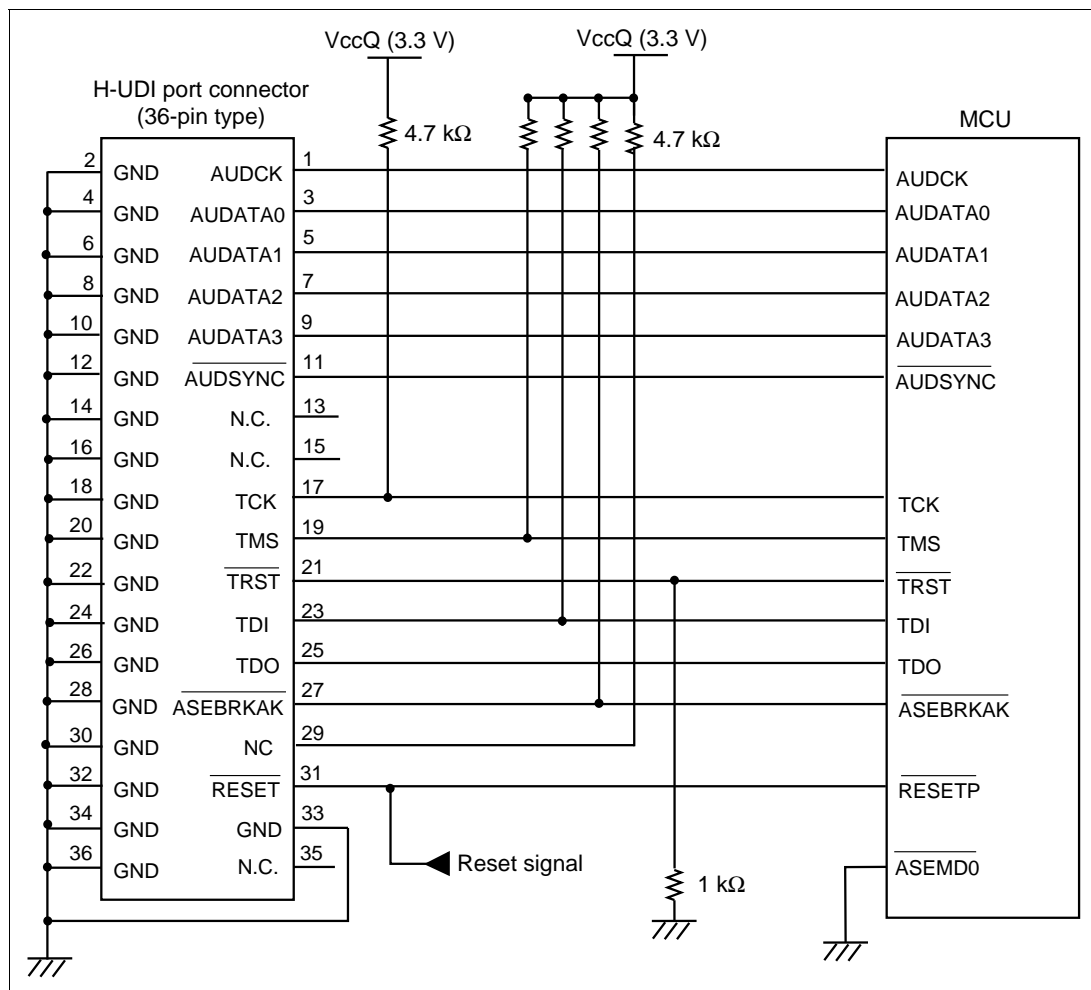 VccQ (3.3 V) VccQ (3.3 V)
H-UDI port connector
(36-pin type)
4.7 kΩ 4.7 kΩ
MCU
2 GND AUDCK 1 AUDCK
4 GND AUDATA0 3 AUDATA0
6 GND AUDATA1 5 AUDATA1
8 GND AUDATA2 7 AUDATA2
10 GND AUDATA3 9 AUDATA3
12 GND AUDSYNC 11 AUDSYNC
14 GND N.C. 13
16 GND N.C. 15
18 GND TCK 17 TCK
20 GND TMS 19 TMS
22 GND TRST 21 TRST
24 GND TDI 23 TDI
26 GND TDO 25 TDO
28 GND ASEBRKAK 27 ASEBRKAK
30 GND NC 29
32 GND RESET 31 RESETP
34 GND GND 33
36 GND N.C. 35 Reset signal ASEMD0
1 kΩ